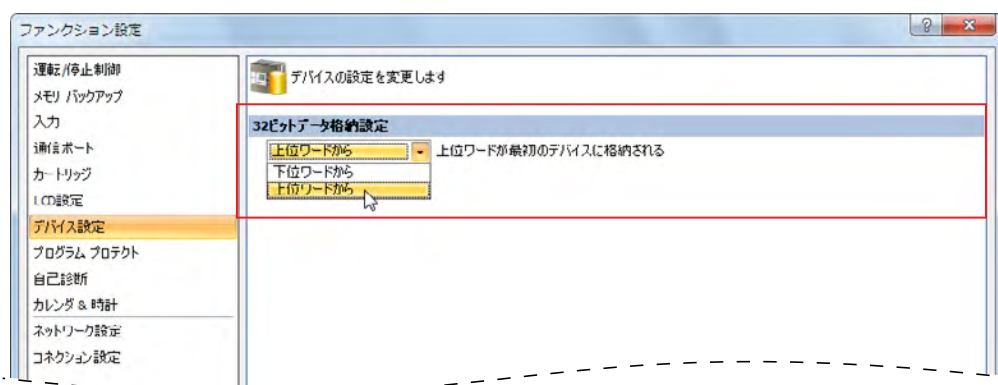 ファンクション設定
運転/停止制御
メモリ バックアップ
入力
通信ポート
カートリッジ
LCD設定
デバイス設定
プログラム プロテクト
自己診断
カレンダ & 時計
ネットワーク設定
コネクション設定
デバイスの設定を変更します
32ビットデータ格納設定
上位ワードから 上位ワードが最初のデバイスに格納される
下位ワードから
上位ワードから